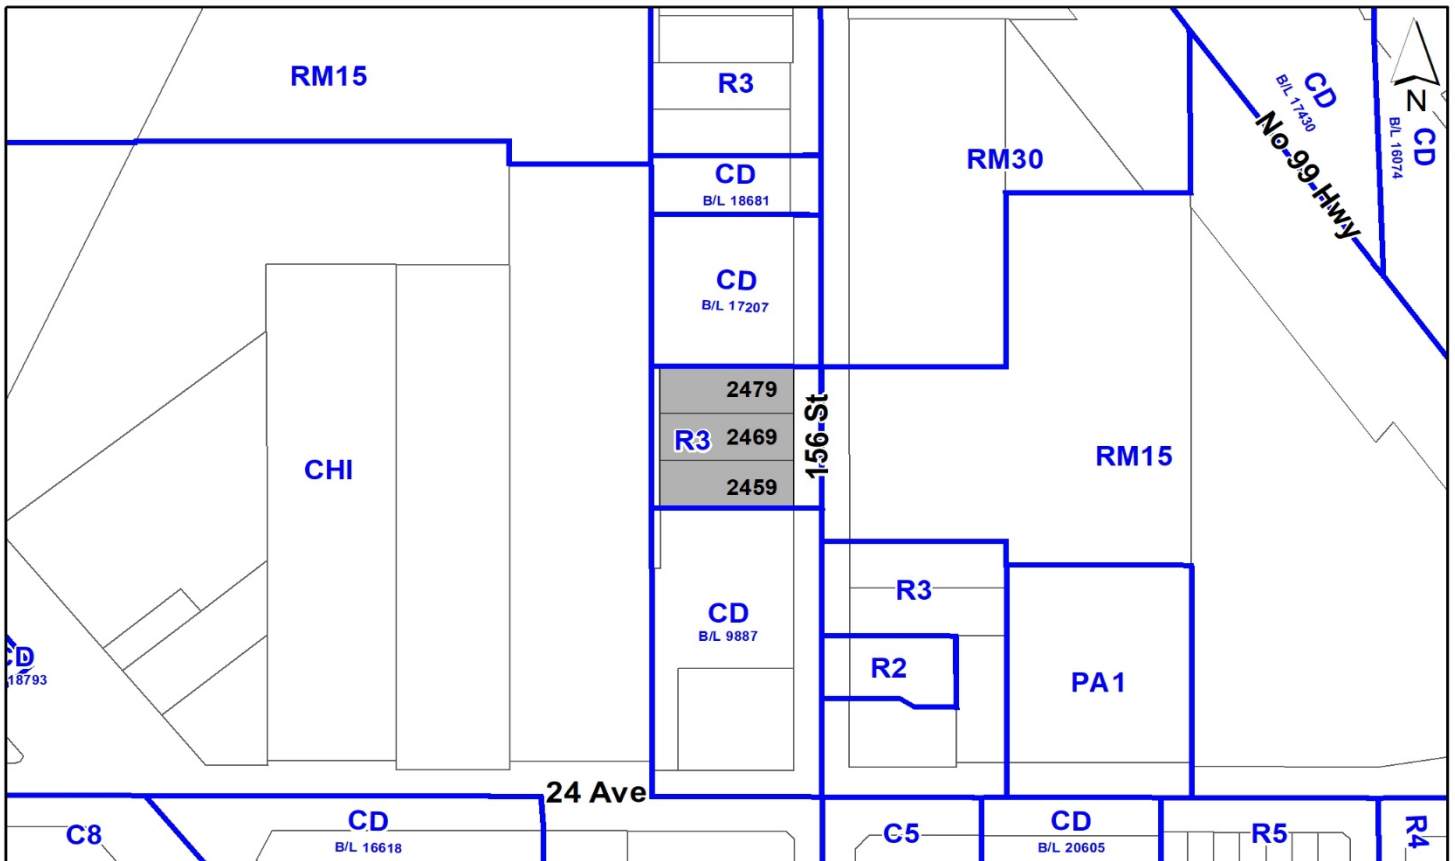 RM15
R3
CD
B/L 17430
N
CD
B/L 16074
No 99 Hwy
RM30
CD
B/L 18681
CD
B/L 17207
2479
156 St
R3
2469
2459
CHI
RM15
R3
CD
B/L 9887
CD
18793
R2
PA1
24 Ave
C8
CD
B/L 16618
C5
CD
B/L 20605
R5
R4